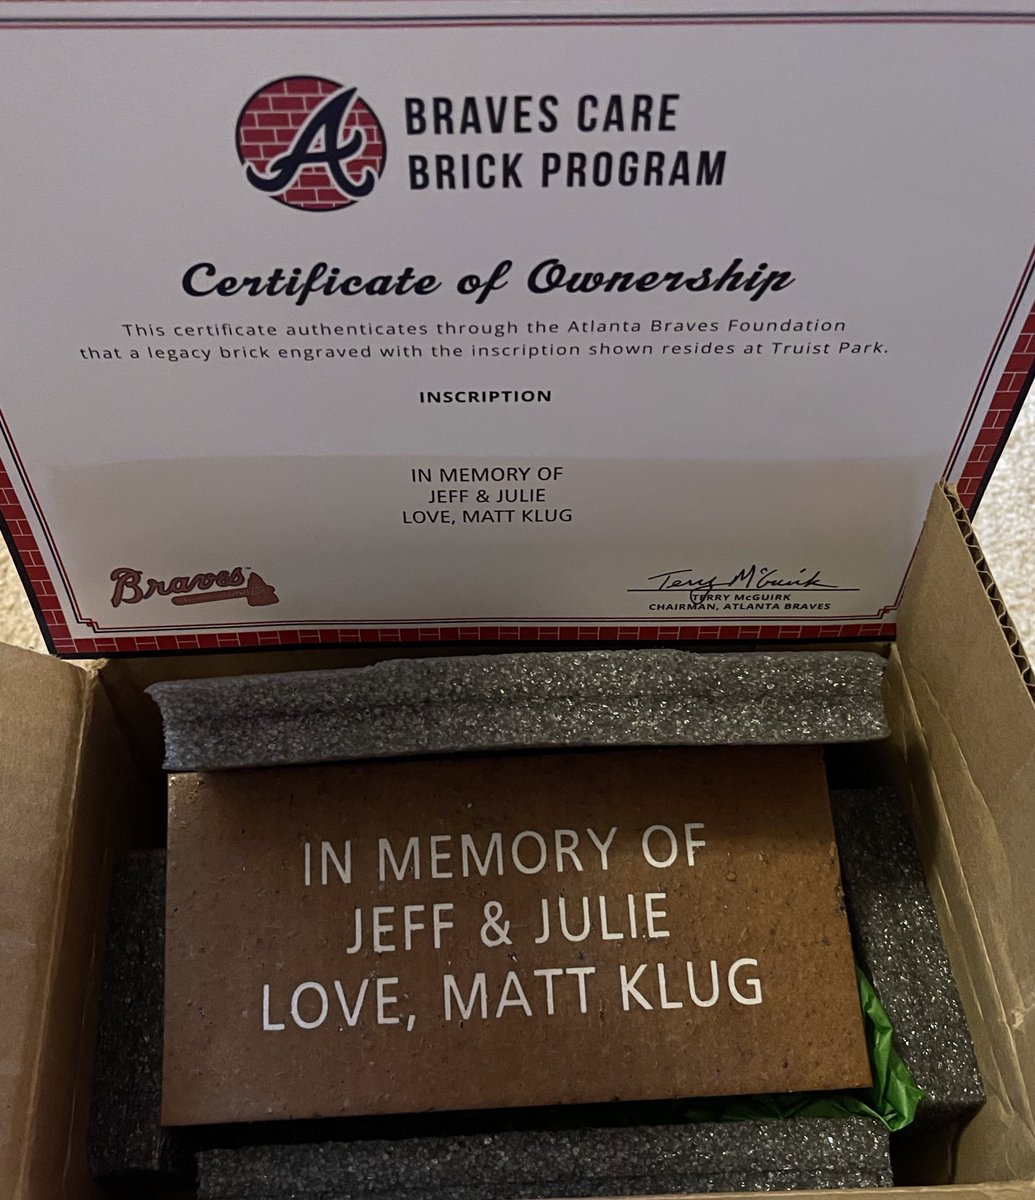 A
BRAVES CARE
BRICK PROGRAM
Certificate of Ownership
This certificate authenticates through the Atlanta Braves Foundation
that a legacy brick engraved with the inscription shown resides at Truist Park.
INSCRIPTION
IN MEMORY OF
JEFF & JULIE
LOVE, MATT KLUG
Braves
Terry McGuirk
TERRY McGUIRK
CHAIRMAN, ATLANTA BRAVES
IN MEMORY OF
JEFF & JULIE
LOVE, MATT KLUG